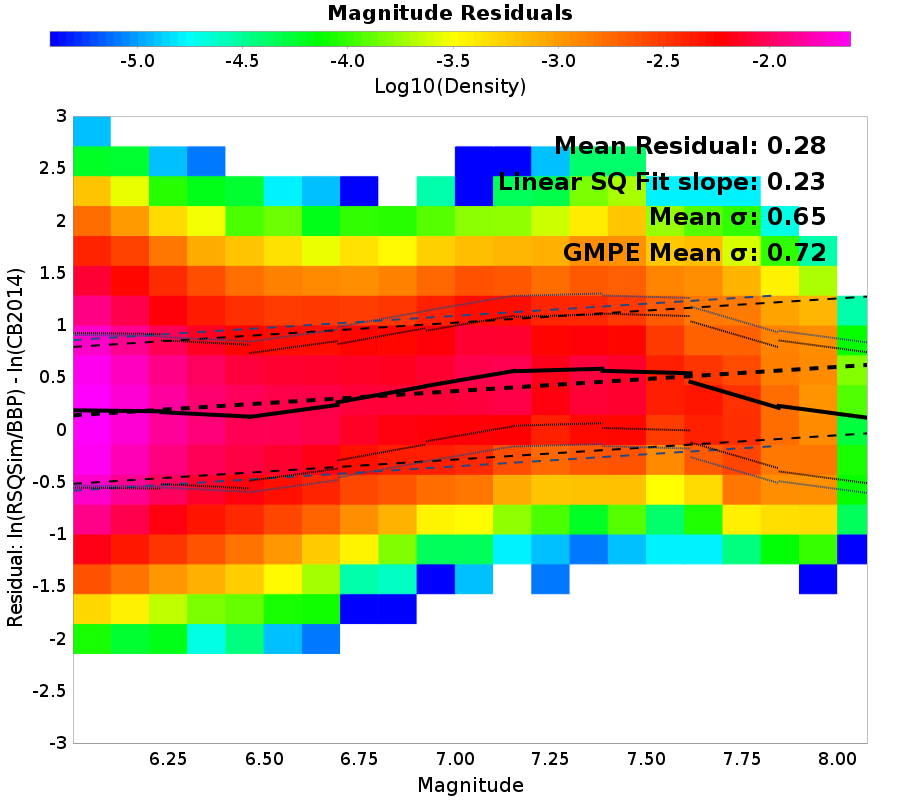 Magnitude Residuals
-5.0 -4.5 -4.0 -3.5 -3.0 -2.5 -2.0
Log10(Density)
Mean Residual: 0.28
Linear SQ Fit slope: 0.23
Mean σ: 0.65
GMPE Mean σ: 0.72
Residual: ln(RSQSim/BBP) - ln(CB2014)
3
2.5
2
1.5
1
0.5
0
-0.5
-1
-1.5
-2
-2.5
-3
6.25 6.50 6.75 7.00 7.25 7.50 7.75 8.00
Magnitude